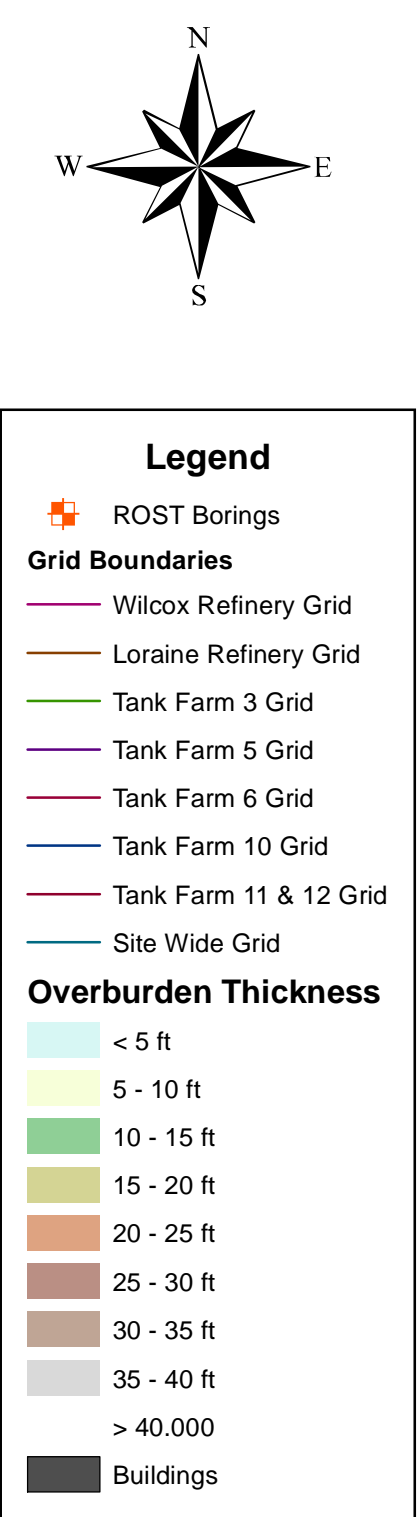 N
W
E
S
Legend
ROST Borings
Grid Boundaries
Wilcox Refinery Grid
Loraine Refinery Grid
Tank Farm 3 Grid
Tank Farm 5 Grid
Tank Farm 6 Grid
Tank Farm 10 Grid
Tank Farm 11 & 12 Grid
Site Wide Grid
Overburden Thickness
< 5 ft
5 - 10 ft
10 - 15 ft
15 - 20 ft
20 - 25 ft
25 - 30 ft
30 - 35 ft
35 - 40 ft
> 40.000
Buildings